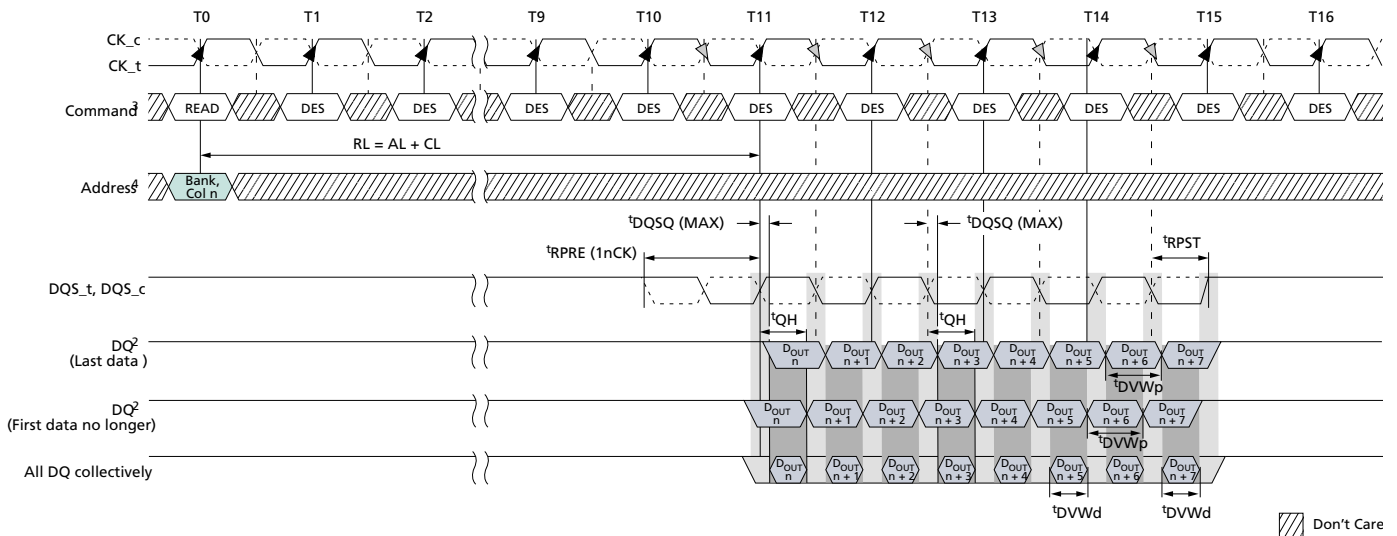 T0 T1 T2 T9 T10 T11 T12 T13 T14 T15 T16
CK_c
CK_t
Command3 READ DES DES DES DES DES DES DES DES DES DES
RL = AL + CL
Address4 Bank, Col n
tDQSQ (MAX) tDQSQ (MAX)
tRPRE (1nCK) tRPST
DQS_t, DQS_c
tQH tQH
DQ2
(Last data )
DOUT n DOUT n + 1 DOUT n + 2 DOUT n + 3 DOUT n + 4 DOUT n + 5 DOUT n + 6 DOUT n + 7
tDVWp
DQ2
(First data no longer)
DOUT n DOUT n + 1 DOUT n + 2 DOUT n + 3 DOUT n + 4 DOUT n + 5 DOUT n + 6 DOUT n + 7
tDVWp
All DQ collectively
DOUT n DOUT n + 1 DOUT n + 2 DOUT n + 3 DOUT n + 4 DOUT n + 5 DOUT n + 6 DOUT n + 7
tDVWd tDVWd
Don't Care